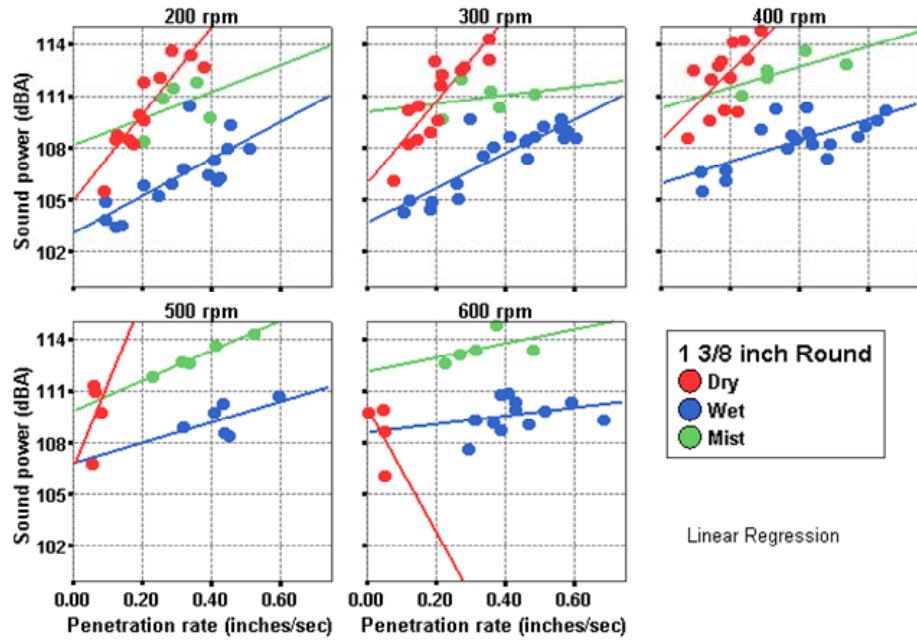 200 rpm 300 rpm 400 rpm
Sound power (dBA)
114
111
108
105
102
500 rpm 600 rpm
Sound power (dBA)
114
111
108
105
102
0.00 0.20 0.40 0.60 0.00 0.20 0.40 0.60
Penetration rate (inches/sec) Penetration rate (inches/sec)
1 3/8 inch Round
Dry
Wet
Mist
Linear Regression